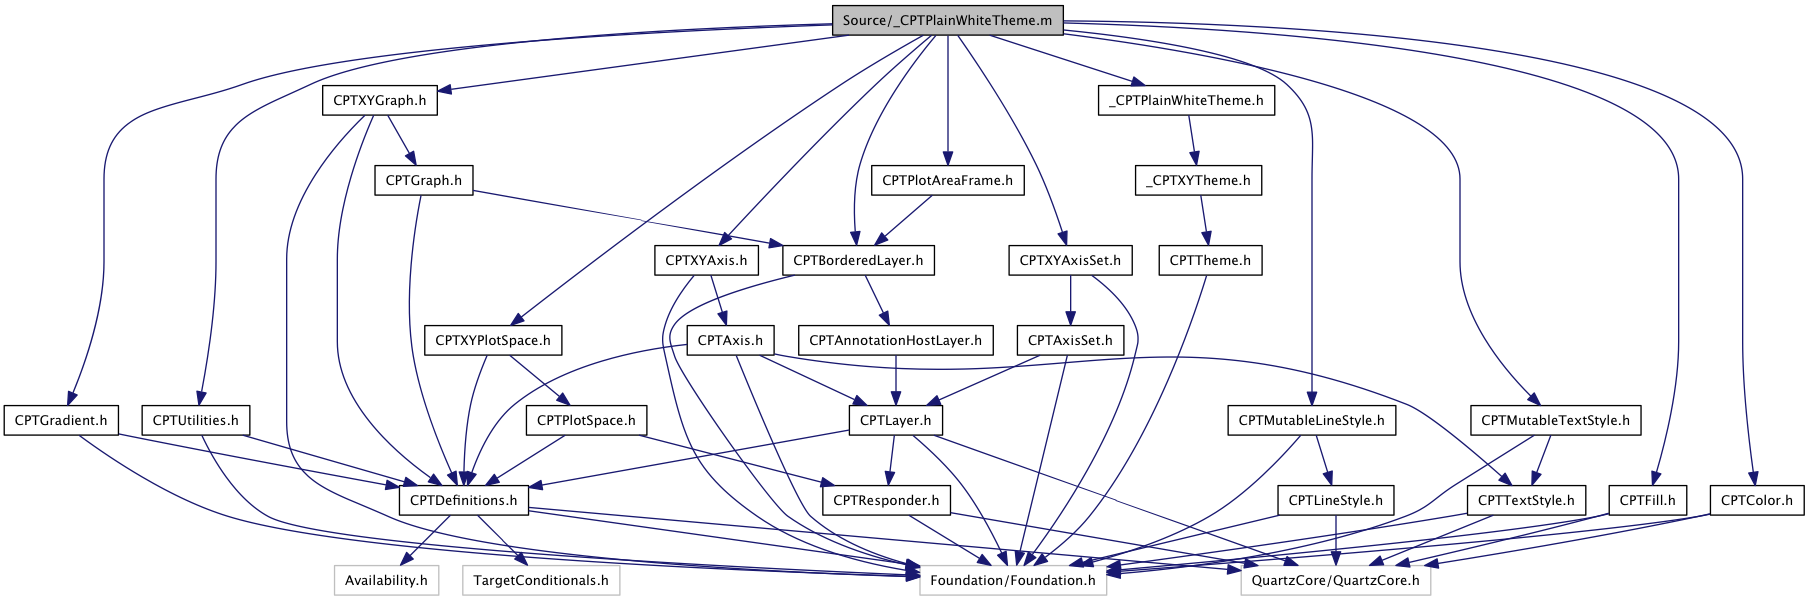 Source/_CPTPlainWhiteTheme.m
CPTXYGraph.h
_CPTPlainWhiteTheme.h
CPTGraph.h
CPTPlotAreaFrame.h
_CPTXYTheme.h
CPTXYAxis.h
CPTBorderedLayer.h
CPTXYAxisSet.h
CPTTheme.h
CPTXYPlotSpace.h
CPTAxis.h
CPTAnnotationHostLayer.h
CPTAxisSet.h
CPTGradient.h
CPTUtilities.h
CPTPlotSpace.h
CPTLayer.h
CPTMutableLineStyle.h
CPTMutableTextStyle.h
CPTDefinitions.h
CPTResponder.h
CPTLineStyle.h
CPTTextStyle.h
CPTFill.h
CPTColor.h
Availability.h
TargetConditionals.h
Foundation/Foundation.h
QuartzCore/QuartzCore.h